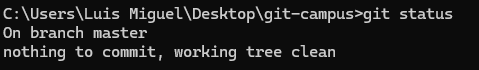 C:\Users\Luis Miguel\Desktop\git-campus>git status
On branch master
nothing to commit, working tree clean